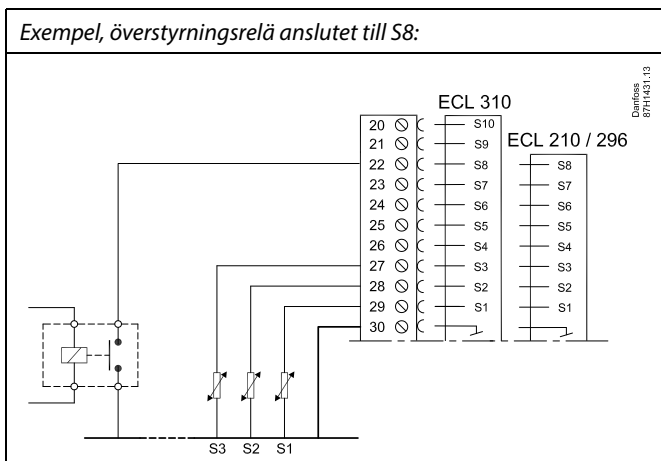 Exempel, överstyrningsrelä anslutet till S8:
Danfoss
87H1431.13
ECL 310
ECL 210 / 296
20 S10
21 S9
22 S8 S8
23 S7 S7
24 S6 S6
25 S5 S5
26 S4 S4
27 S3 S3
28 S2 S2
29 S1 S1
30
S3 S2 S1